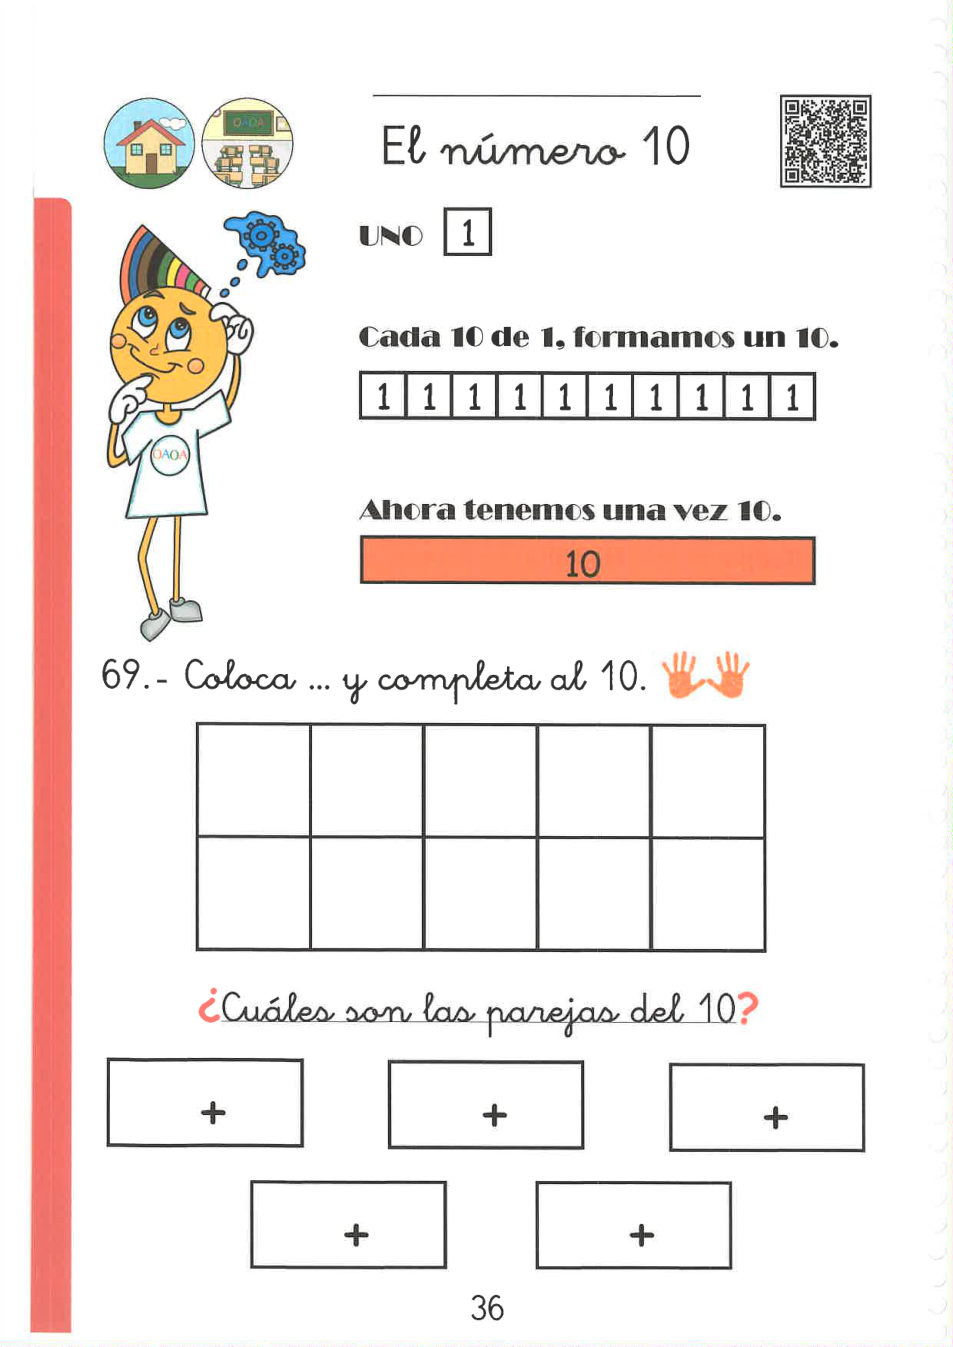 OAOA
El número 10
UNO 1
Cada 10 de 1, formamos un 10.
1 1 1 1 1 1 1 1 1 1
OAOA
Ahora tenemos una vez 10.
10
69.- Coloca ... y completa al 10.
¿Cuáles son las parejas del 10?
+ + +
+ +
36